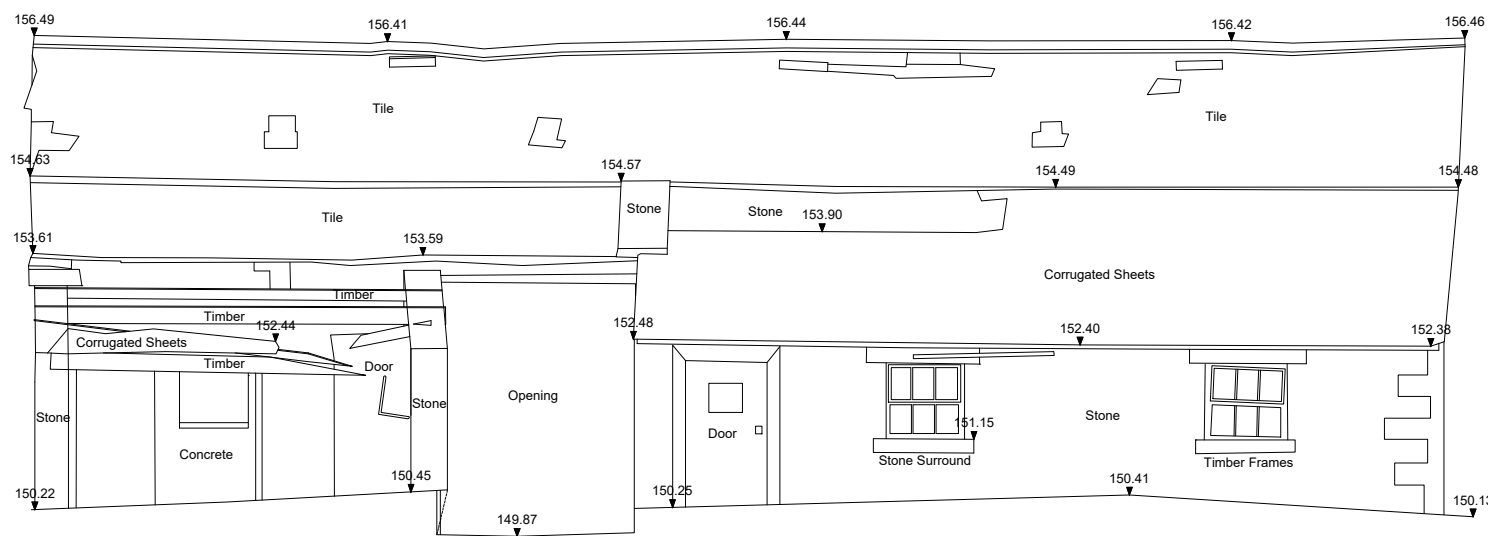 156.49
156.41
156.44
156.42
156.46
Tile
Tile
154.63
154.57
154.49
154.48
Stone
Stone
Tile
153.90
153.61
153.59
Corrugated Sheets
Timber
Timber
152.44
152.48
152.40
152.38
Corrugated Sheets
Timber
Door
Opening
Stone
Stone
Stone
Door
151.15
Concrete
Stone Surround
Timber Frames
150.45
150.22
150.25
150.41
150.13
149.87